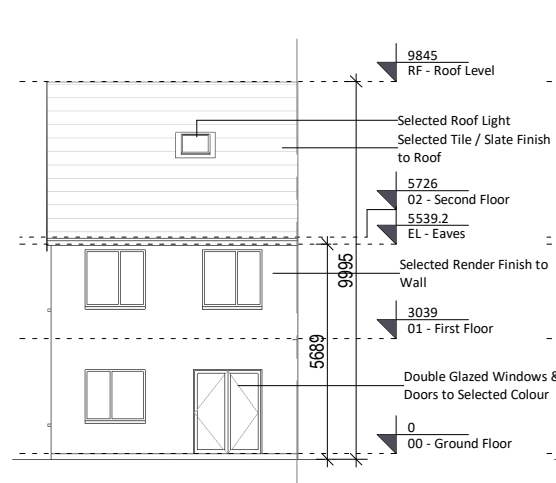 9845
RF - Roof Level
Selected Roof Light
Selected Tile / Slate Finish
to Roof
5726
02 - Second Floor
5539.2
EL - Eaves
Selected Render Finish to
Wall
9995
5689
3039
01 - First Floor
Double Glazed Windows &
Doors to Selected Colour
0
00 - Ground Floor